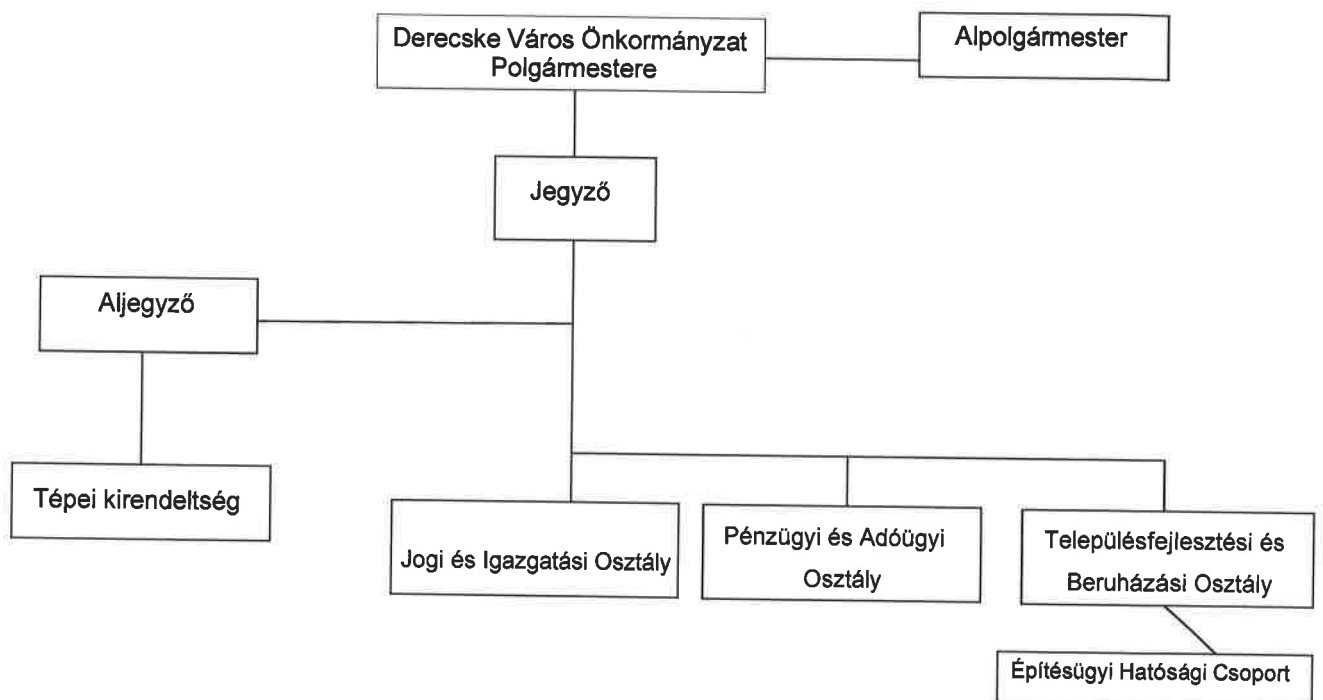 Derecske Város Önkormányzat
Polgármestere
Alpolgármester
Jegyző
Aljegyző
Tépei kirendeltség
Jogi és Igazgatási Osztály
Pénzügyi és Adóügyi
Osztály
Településfejlesztési és
Beruházási Osztály
Építésügyi Hatósági Csoport